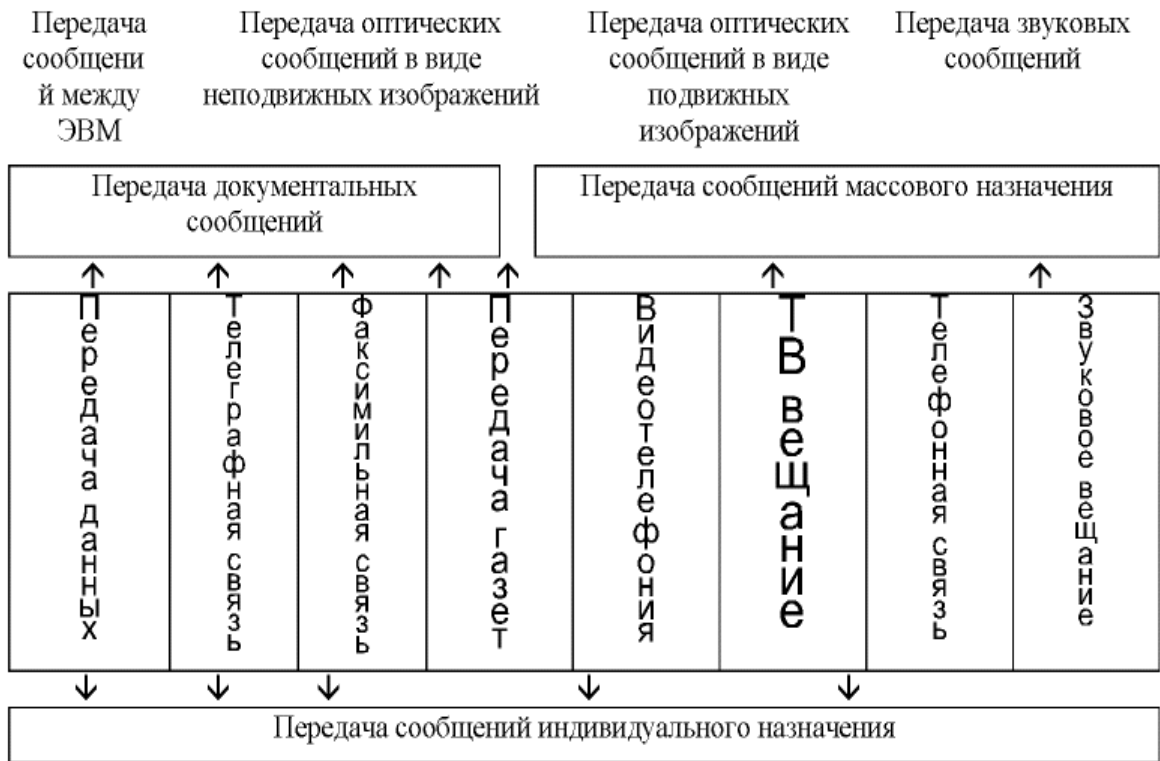 Передача
сообщени
й между
ЭВМ
Передача оптических
сообщений в виде
неподвижных изображений
Передача оптических
сообщений в виде
подвижных
изображений
Передача звуковых
сообщений
Передача документальных
сообщений
Передача сообщений массового назначения
Передача данных
Телеграфная связь
Факсимильная связь
Передача газет
Видеотелефония
ТВ вещание
Телефонная связь
Звуковое вещание
Передача сообщений индивидуального назначения